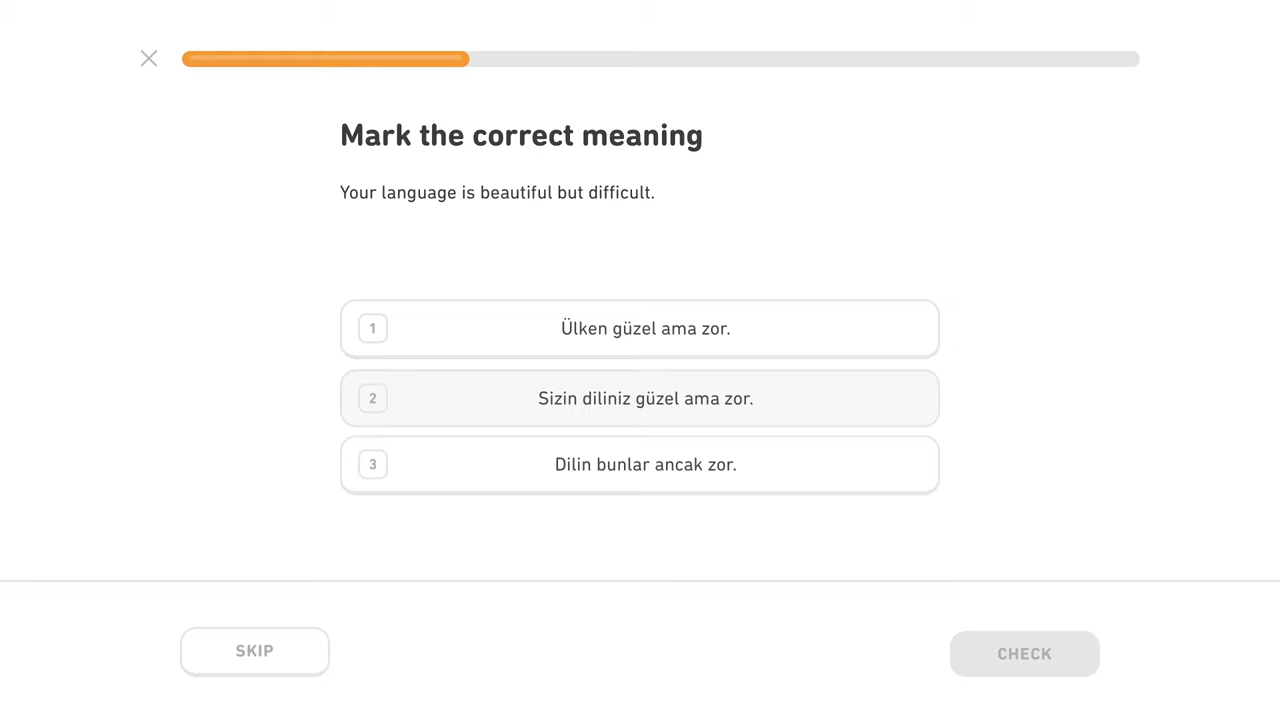 Mark the correct meaning
Your language is beautiful but difficult.
1 Ülken güzel ama zor.
2 Sizin diliniz güzel ama zor.
3 Dilin bunlar ancak zor.
SKIP
CHECK